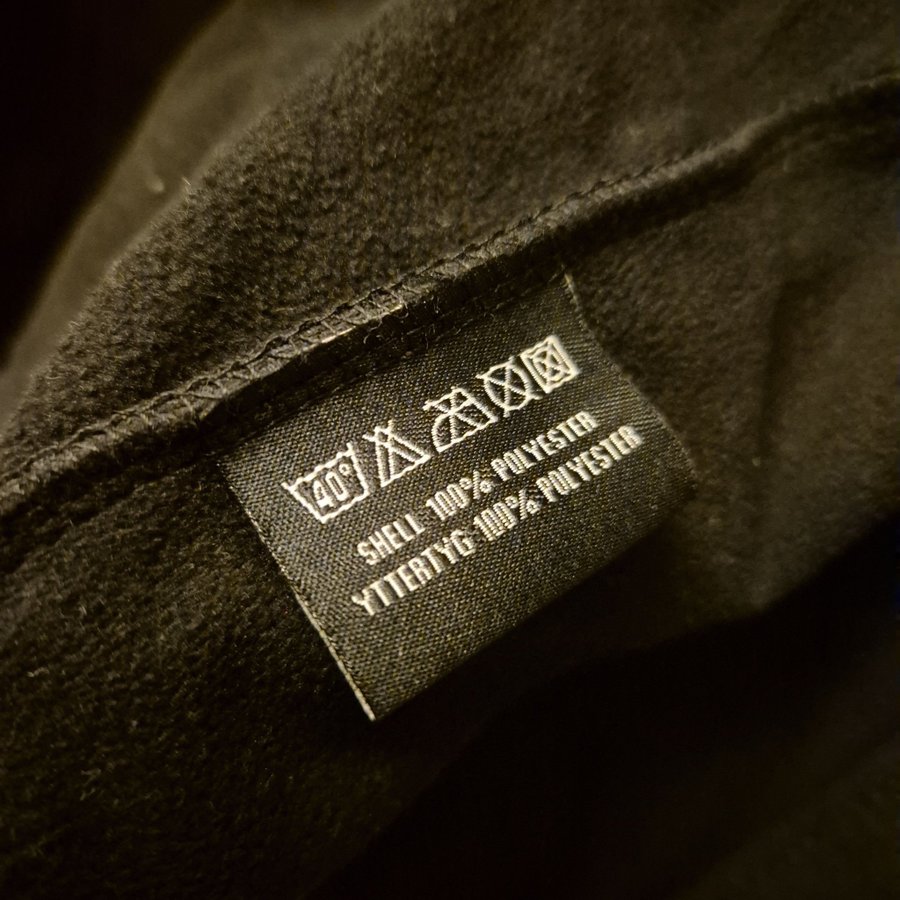 40°
SHELL 100% POLYESTER
YTTERTYG 100% POLYESTER